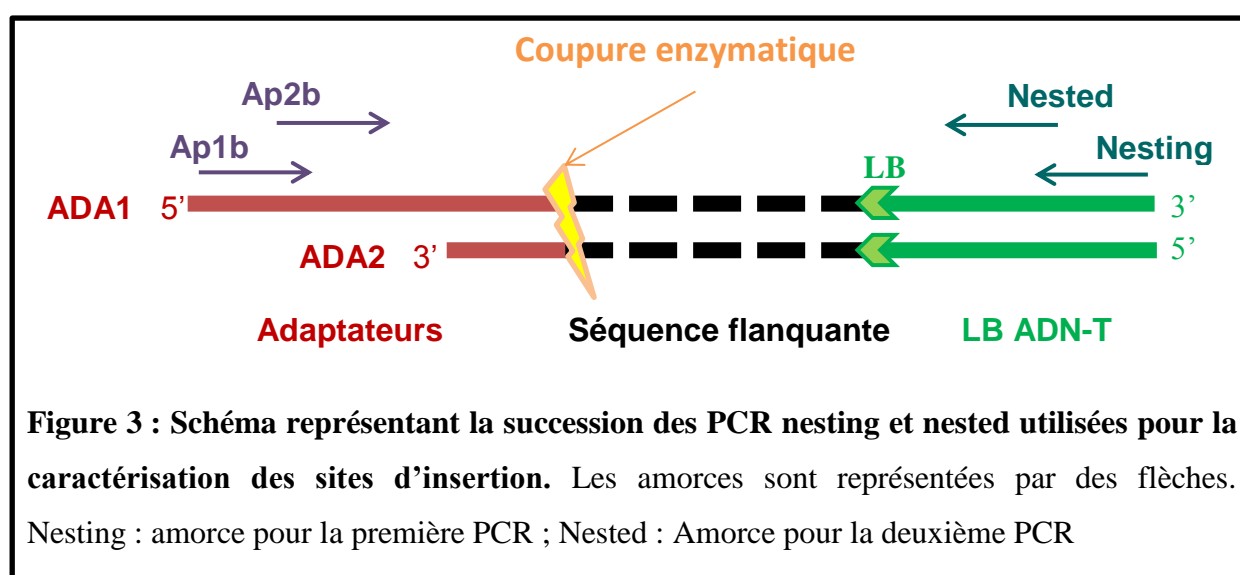 Coupure enzymatique
Ap2b
Nested
Ap1b
Nesting
LB
ADA1 5’
3’
ADA2 3’
5’
Adaptateurs
Séquence flanquante
LB ADN-T
Figure 3 : Schéma représentant la succession des PCR nesting et nested utilisées pour la
caractérisation des sites d’insertion. Les amorces sont représentées par des flèches.
Nesting : amorce pour la première PCR ; Nested : Amorce pour la deuxième PCR